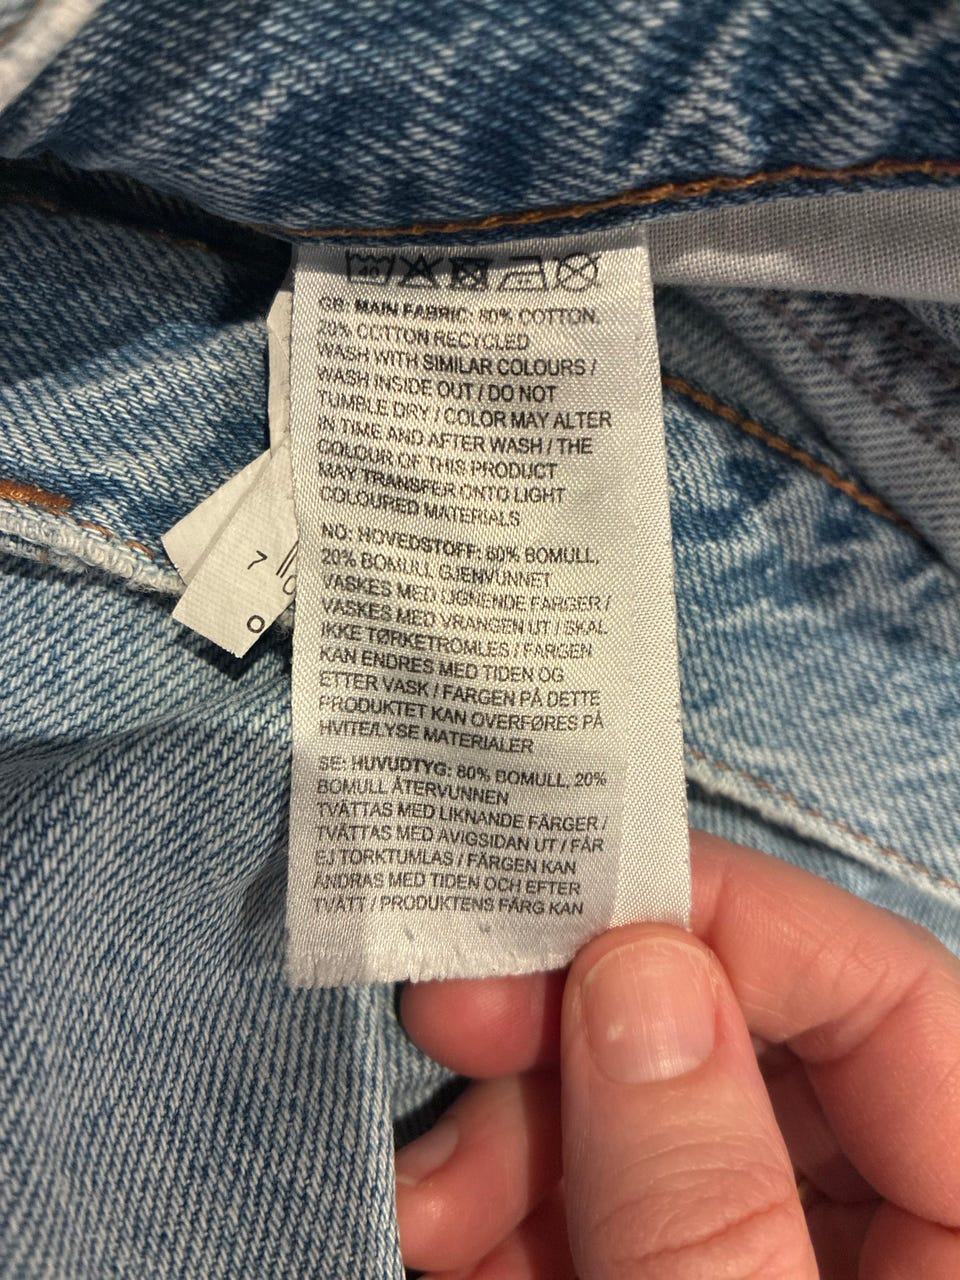 40
GB: MAIN FABRIC: 80% COTTON,
20% COTTON RECYCLED
WASH WITH SIMILAR COLOURS /
WASH INSIDE OUT / DO NOT
TUMBLE DRY / COLOR MAY ALTER
IN TIME AND AFTER WASH / THE
COLOUR OF THIS PRODUCT
MAY TRANSFER ONTO LIGHT
COLOURED MATERIALS
NO: HOVEDSTOFF: 80% BOMULL,
20% BOMULL GJENVUNNET
VASKES MED LIGNENDE FARGER /
VASKES MED VRANGEN UT / SKAL
IKKE TØRKETROMLES / FARGEN
KAN ENDRES MED TIDEN OG
ETTER VASK / FARGEN PÅ DETTE
PRODUKTET KAN OVERFØRES PÅ
HVITE/LYSE MATERIALER
SE: HUVUDTYG: 80% BOMULL, 20%
BOMULL ÅTERVUNNEN
TVÄTTAS MED LIKNANDE FÄRGER /
TVÄTTAS MED AVIGSIDAN UT / FÅR
EJ TORKTUMLAS / FÄRGEN KAN
ÄNDRAS MED TIDEN OCH EFTER
TVÄTT / PRODUKTENS FÄRG KAN
7
0